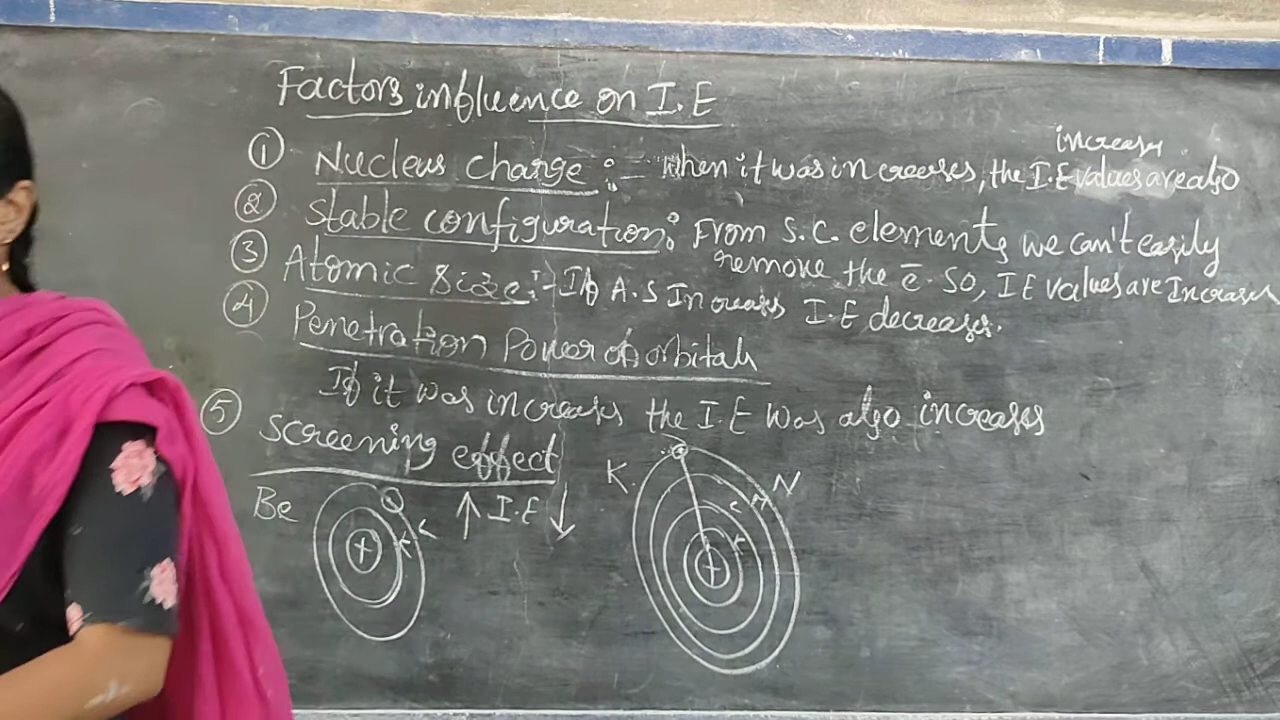 Factors influence on I.E
① Nucleus charge :- When it was increases, the I.E values are also increases
② Stable configuration: From S.C. elements we can't easily
remove the e̅. So, I E values are Increases
③ Atomic Size:- If A.S Increases I.E decreases.
④ Penetration Power of orbitals
If it was increases the I.E was also increases
⑤ Screening effect
Be ↑ I.E ↓ K N
+ K L
+ K L M